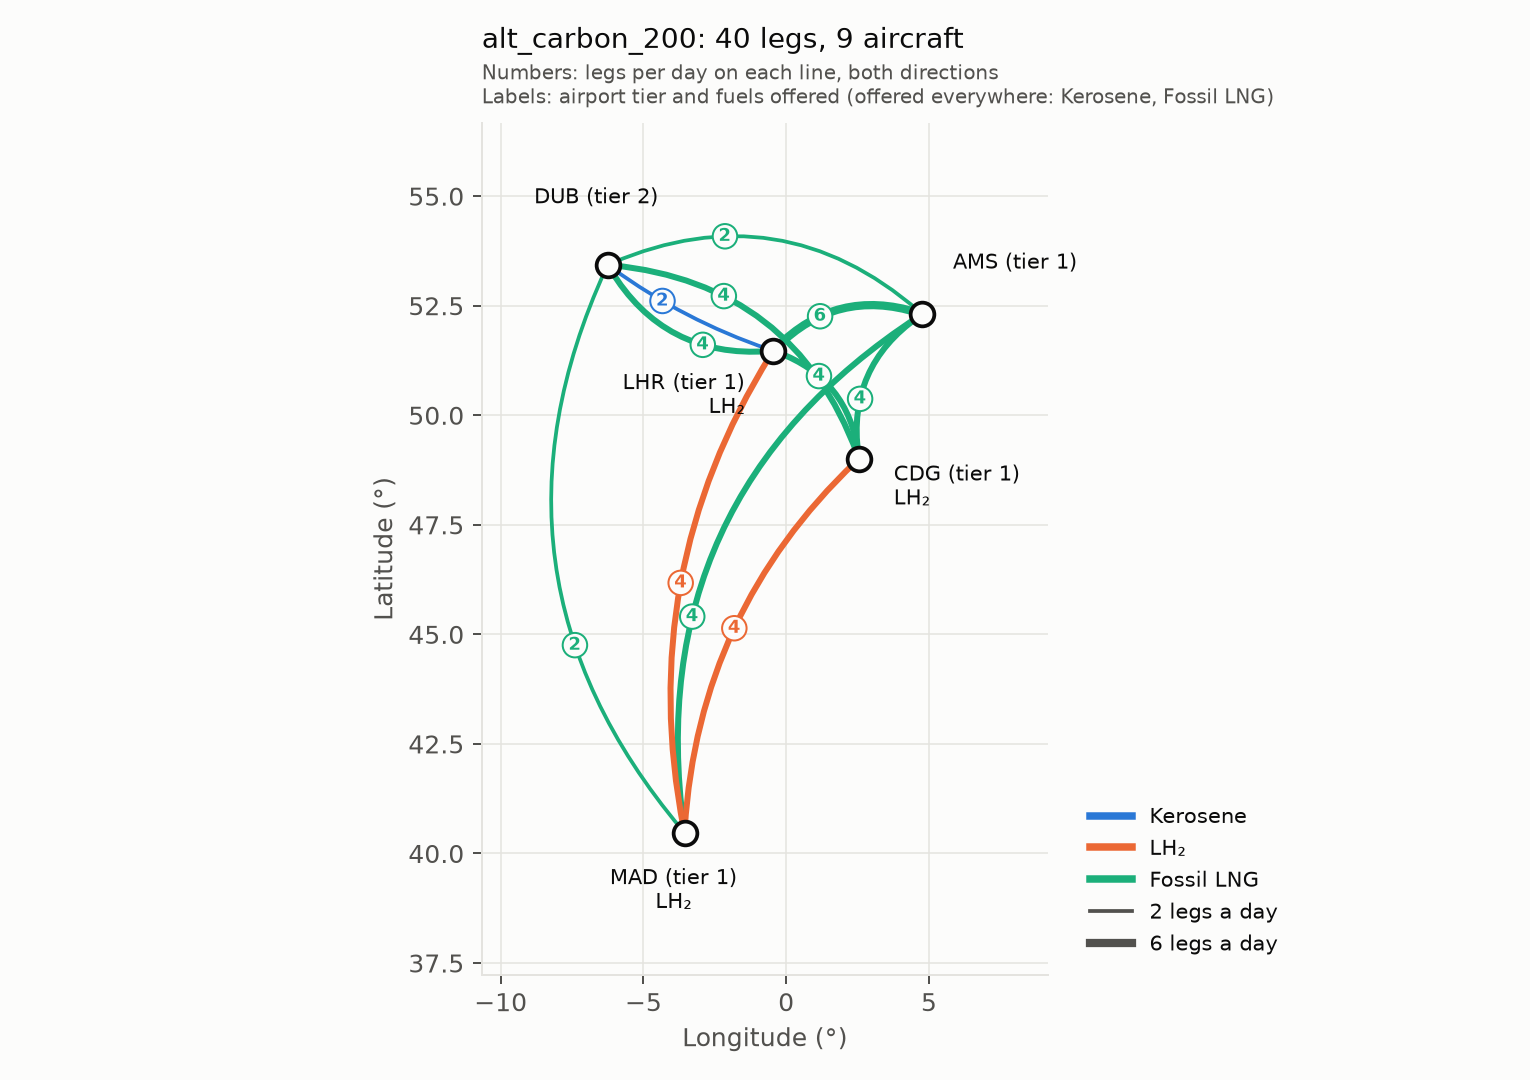 alt_carbon_200: 40 legs, 9 aircraft
Numbers: legs per day on each line, both directions
Labels: airport tier and fuels offered (offered everywhere: Kerosene, Fossil LNG)
55.0
52.5
50.0
47.5
45.0
42.5
40.0
37.5
Latitude (°)
DUB (tier 2)
AMS (tier 1)
LHR (tier 1)
LH₂
CDG (tier 1)
LH₂
MAD (tier 1)
LH₂
2
4
2
6
4
4
4
4
4
4
2
Kerosene
LH₂
Fossil LNG
2 legs a day
6 legs a day
−10
−5
0
5
Longitude (°)